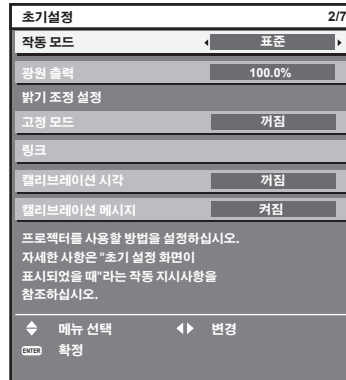 초기설정 2/7
작동 모드 표준
광원 출력 100.0%
밝기 조정 설정
고정 모드 꺼짐
링크
캘리브레이션 시각 꺼짐
캘리브레이션 메시지 켜짐
프로젝터를 사용할 방법을 설정하십시오.
자세한 사항은 "초기 설정 화면이
표시되었을 때"라는 작동 지시사항을
참조하십시오.
메뉴 선택 변경
ENTER 확정